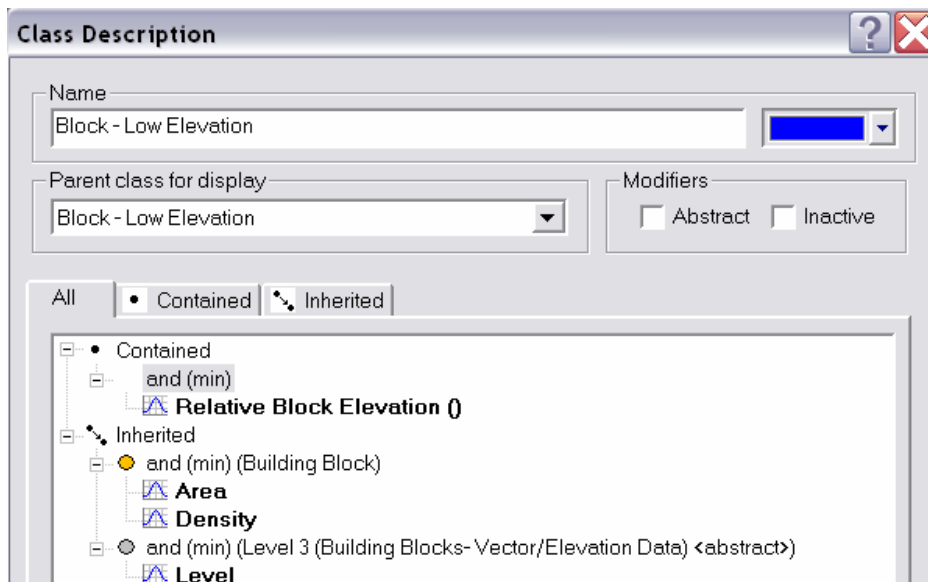 Class Description
Name
Block - Low Elevation
Parent class for display
Modifiers
Block - Low Elevation
Abstract
Inactive
All
Contained
Inherited
Contained
and (min)
Relative Block Elevation ()
Inherited
and (min) (Building Block)
Area
Density
and (min) (Level 3 (Building Blocks- Vector/Elevation Data) <abstract>)
Level